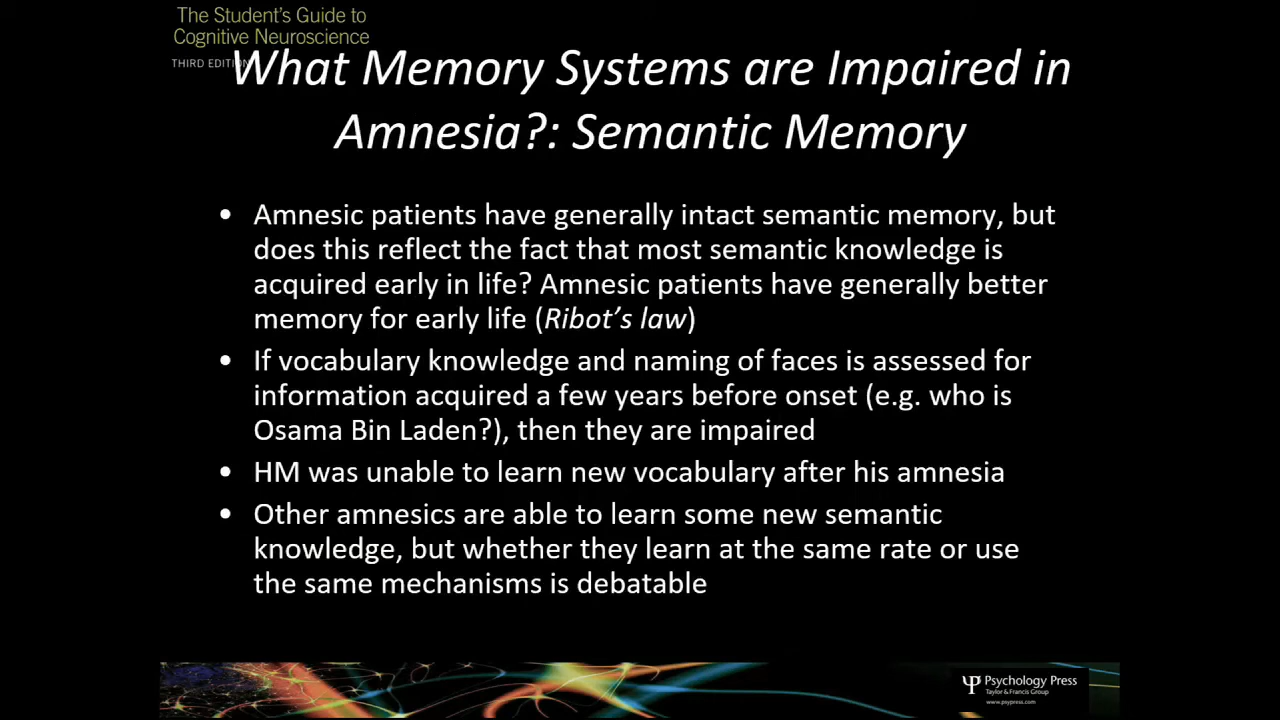 The Student's Guide to
Cognitive Neuroscience
THIRD EDITION
What Memory Systems are Impaired in
Amnesia?: Semantic Memory
• Amnesic patients have generally intact semantic memory, but
does this reflect the fact that most semantic knowledge is
acquired early in life? Amnesic patients have generally better
memory for early life (Ribot's law)
• If vocabulary knowledge and naming of faces is assessed for
information acquired a few years before onset (e.g. who is
Osama Bin Laden?), then they are impaired
• HM was unable to learn new vocabulary after his amnesia
• Other amnesics are able to learn some new semantic
knowledge, but whether they learn at the same rate or use
the same mechanisms is debatable
Psychology Press
Taylor & Francis Group
www.psypress.com